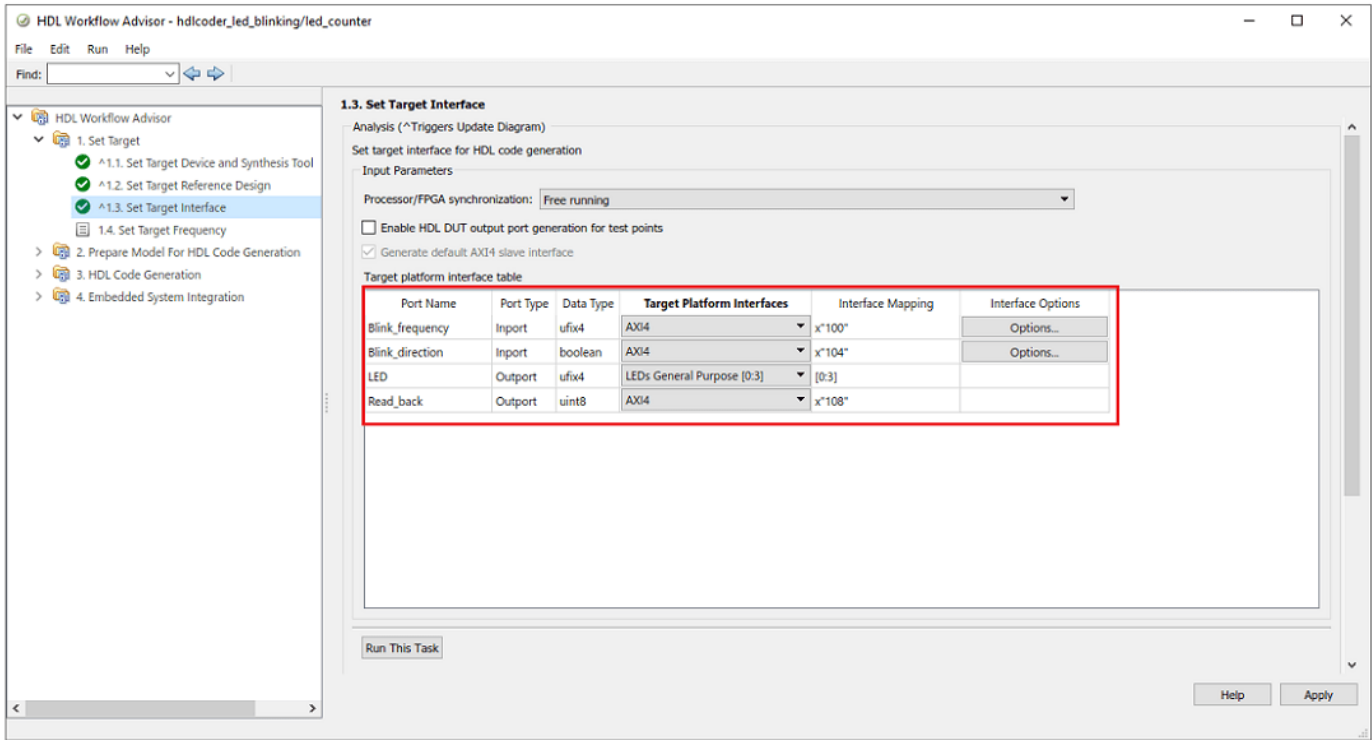 HDL Workflow Advisor - hdlcoder_led_blinking/led_counter
File Edit Run Help
Find:
HDL Workflow Advisor
1. Set Target
^1.1. Set Target Device and Synthesis Tool
^1.2. Set Target Reference Design
^1.3. Set Target Interface
1.4. Set Target Frequency
2. Prepare Model For HDL Code Generation
3. HDL Code Generation
4. Embedded System Integration
1.3. Set Target Interface
Analysis (^Triggers Update Diagram)
Set target interface for HDL code generation
Input Parameters
Processor/FPGA synchronization: Free running
Enable HDL DUT output port generation for test points
Generate default AXI4 slave interface
Target platform interface table
Port Name Port Type Data Type Target Platform Interfaces Interface Mapping Interface Options
Blink_frequency Inport ufix4 AXI4 x"100" Options...
Blink_direction Inport boolean AXI4 x"104" Options...
LED Outport ufix4 LEDs General Purpose [0:3] [0:3]
Read_back Outport uint8 AXI4 x"108"
Run This Task
Help Apply